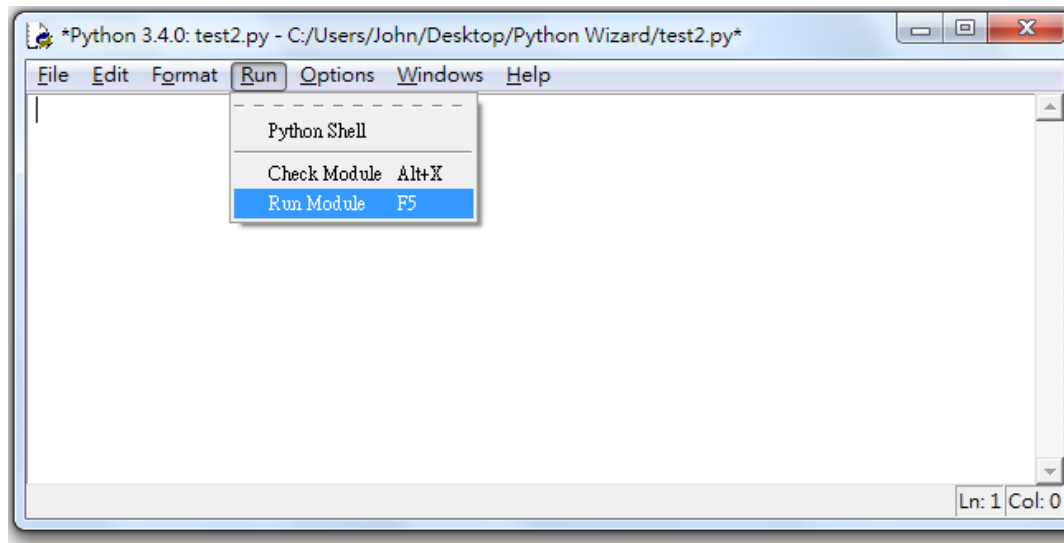 *Python 3.4.0: test2.py - C:/Users/John/Desktop/Python Wizard/test2.py*
File Edit Format Run Options Windows Help
Python Shell
Check Module Alt+X
Run Module F5
Ln: 1 Col: 0